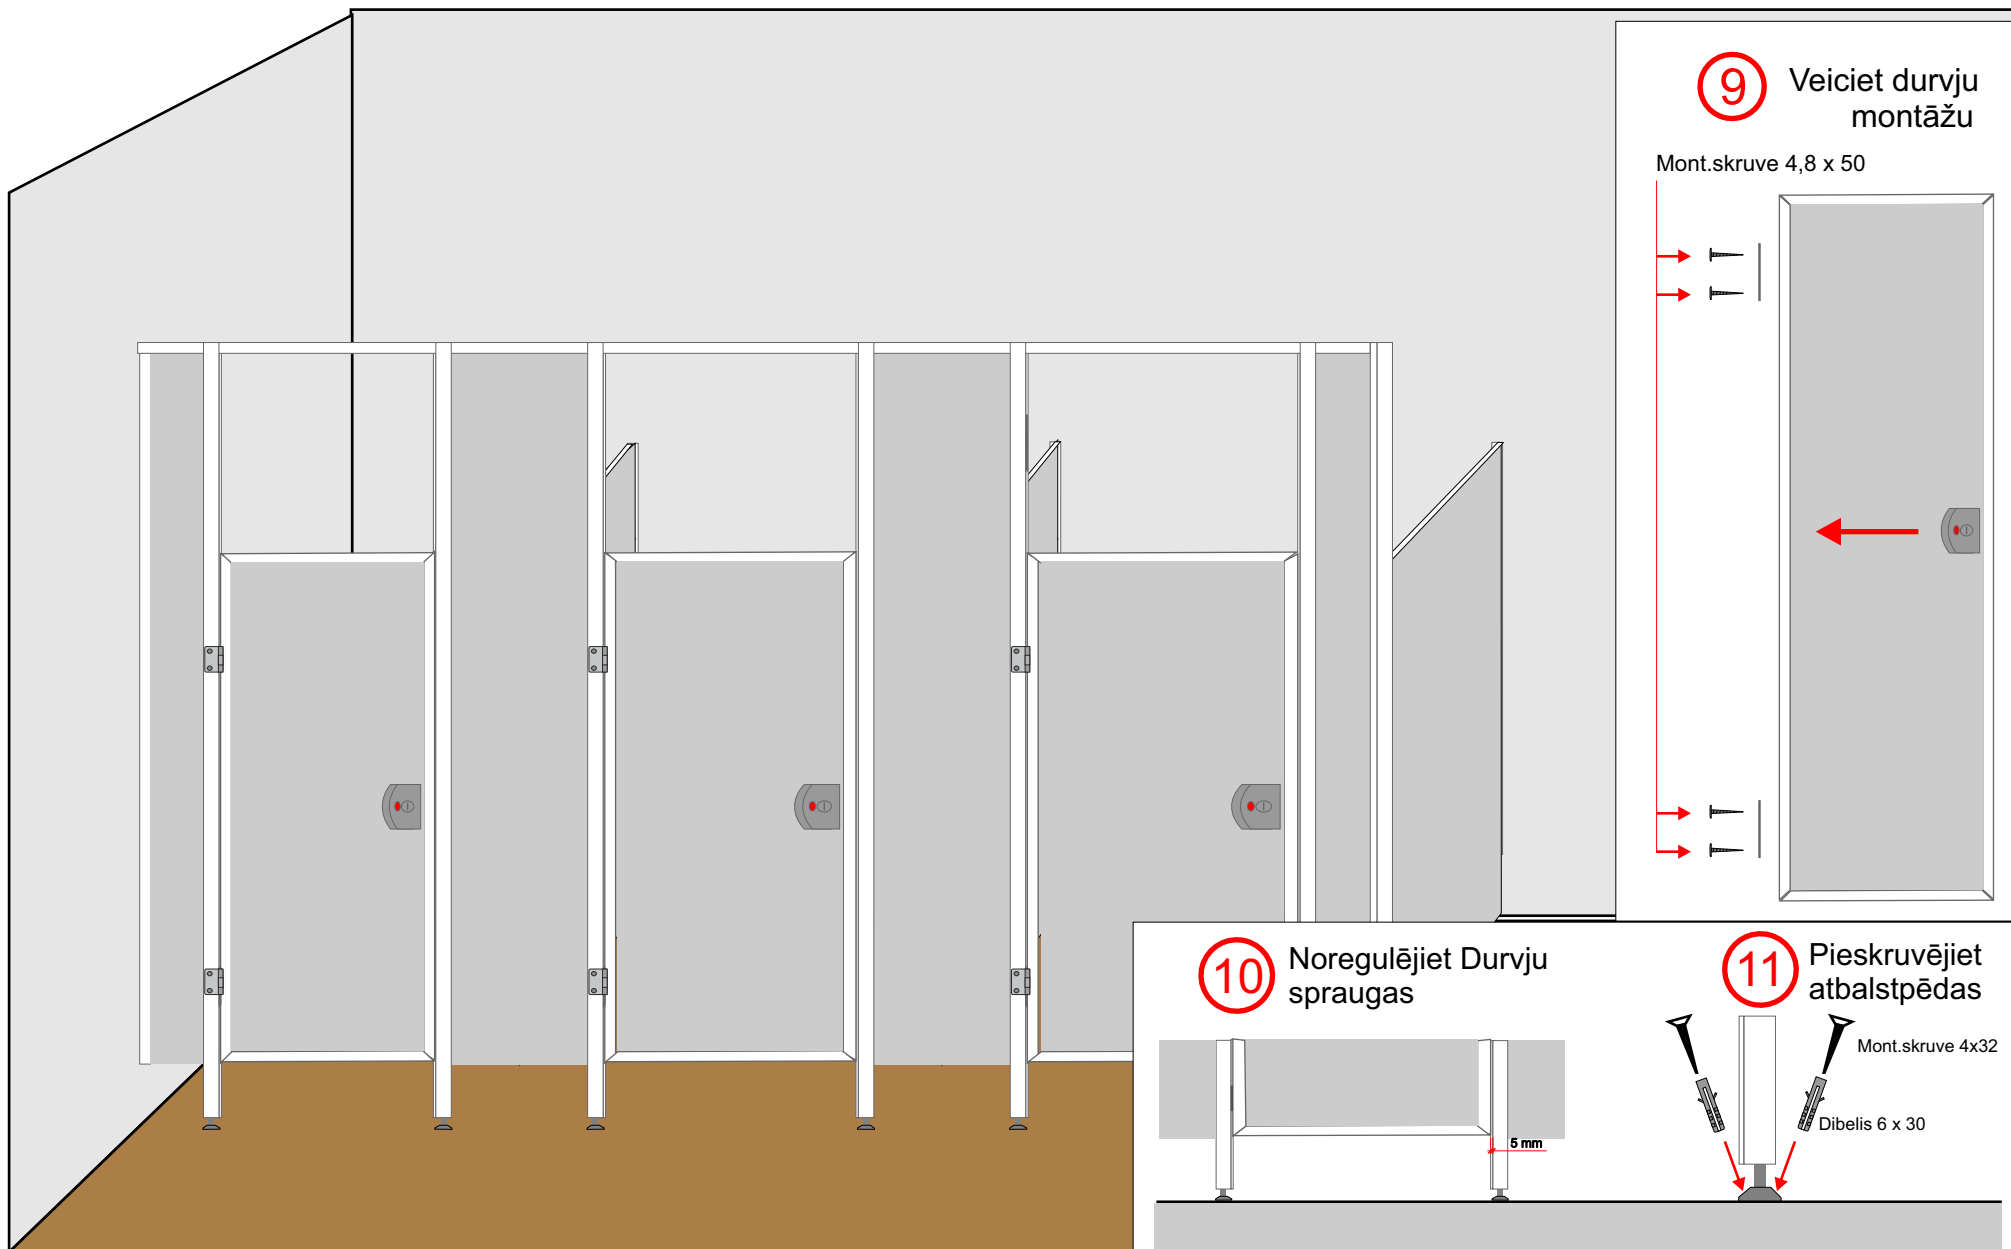 9
Veiciet durvju
montāžu
Mont.skruve 4,8 x 50
10
Noregulējiet Durvju
spraugas
5 mm
11
Pieskruvējiet
atbalstpēdas
Mont.skruve 4x32
Dibelis 6 x 30